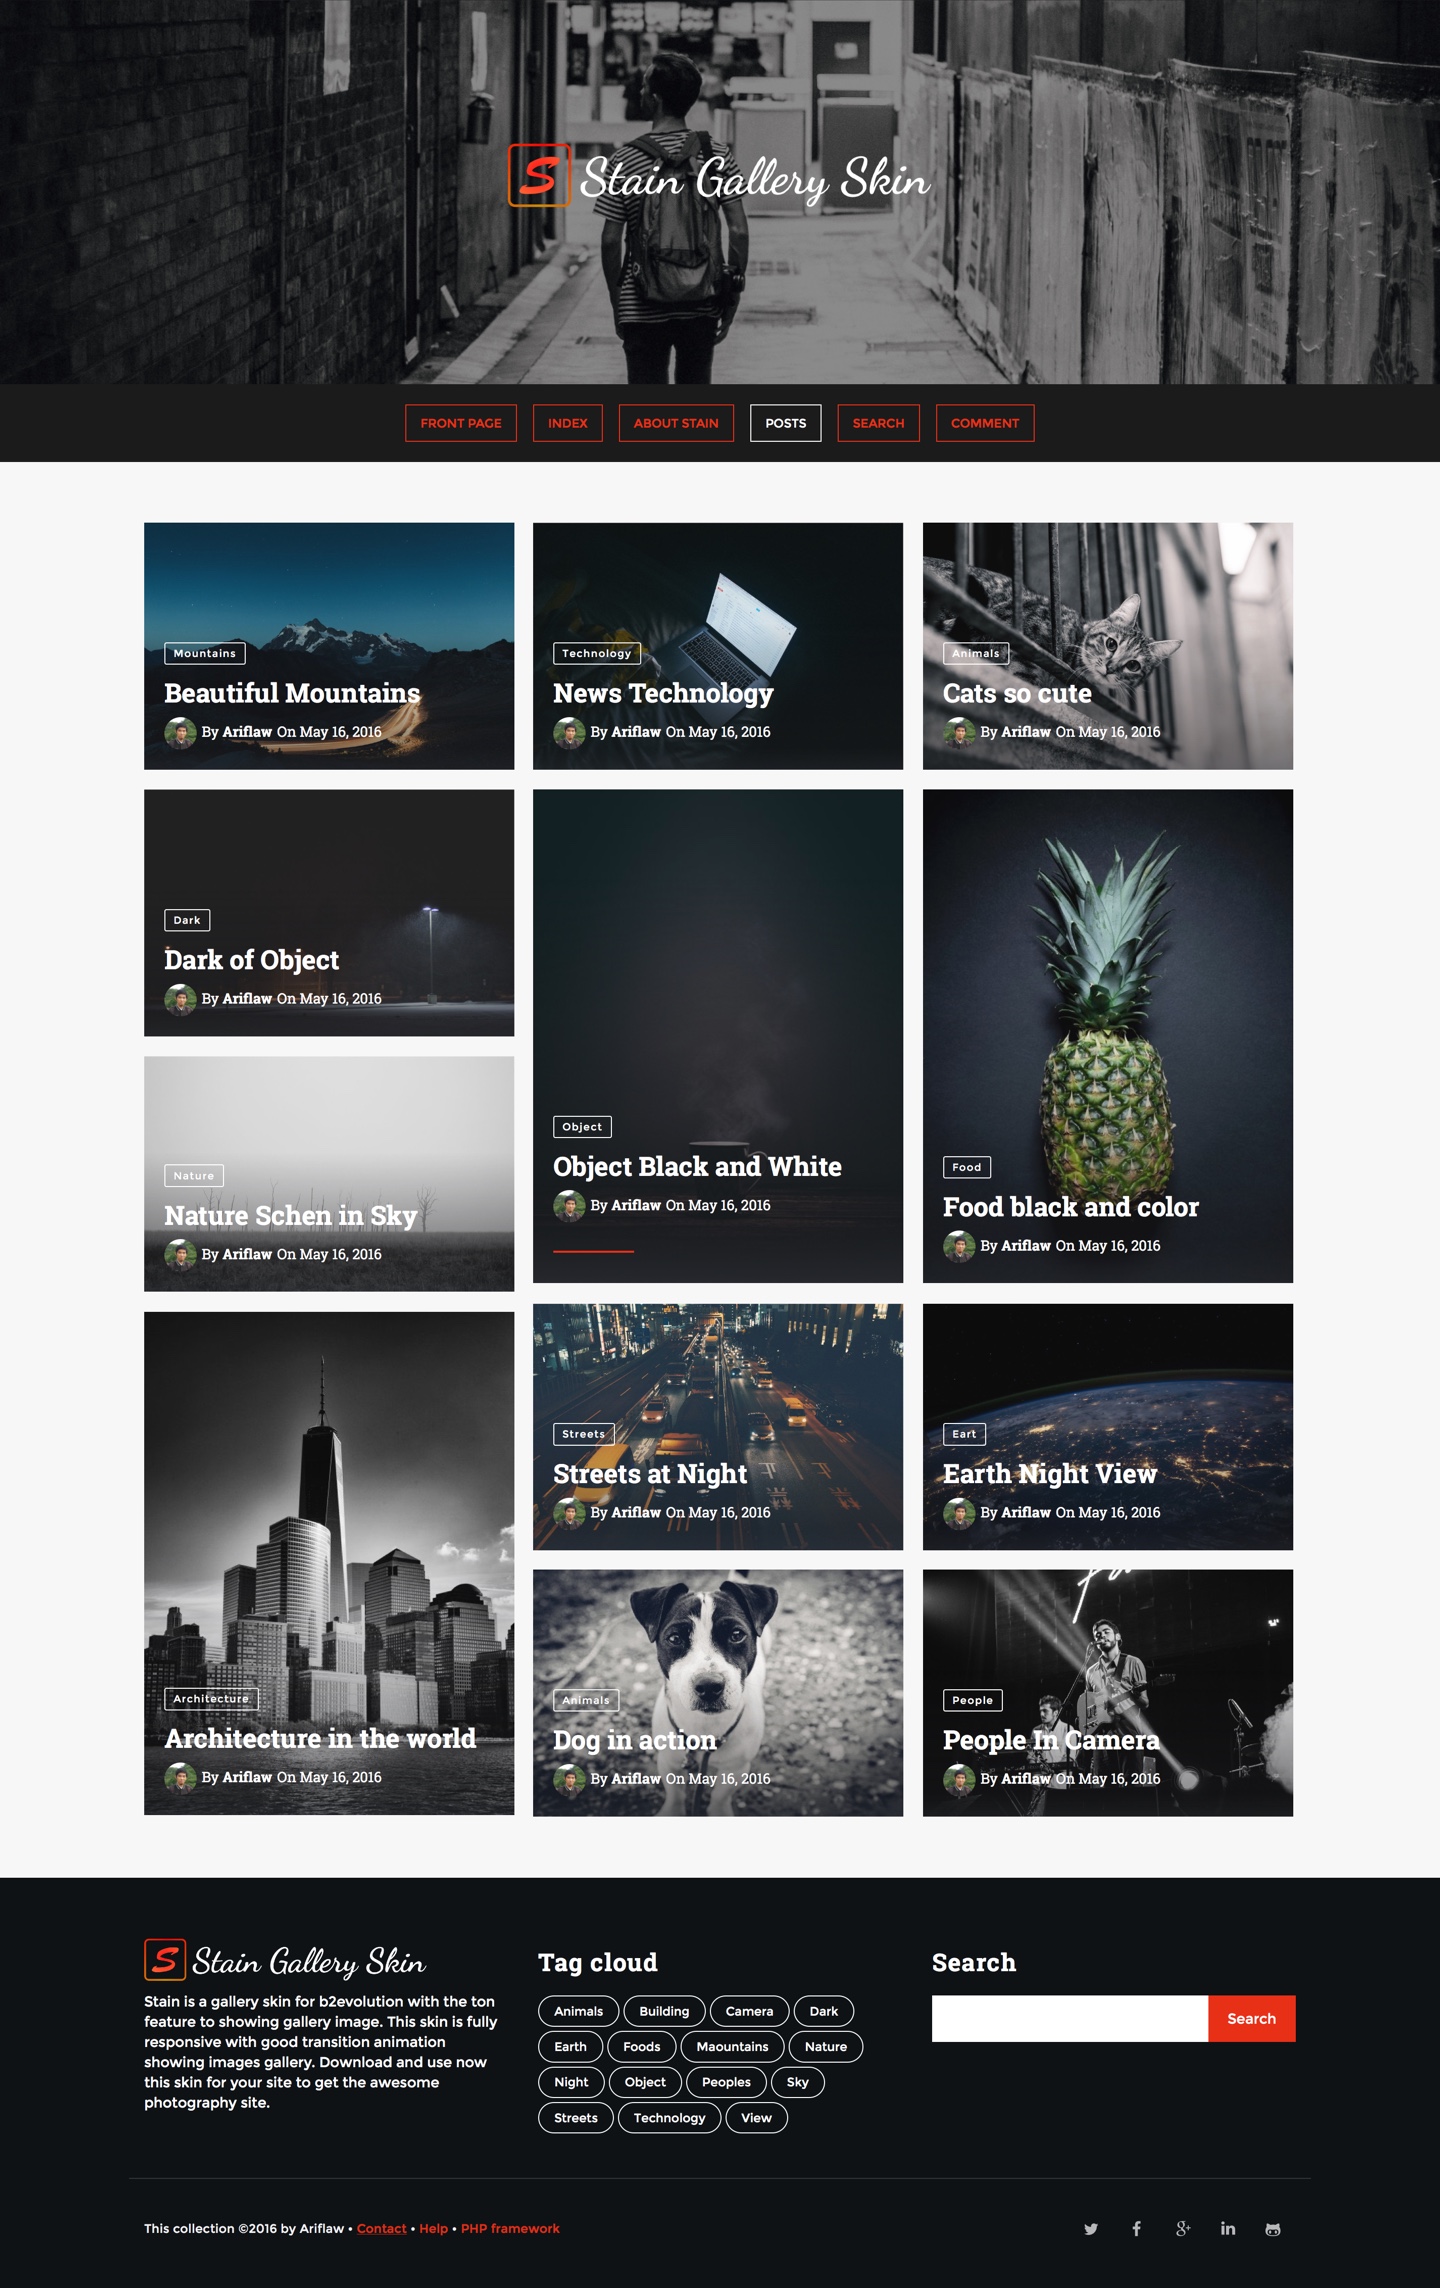 S Stain Gallery Skin
FRONT PAGE
INDEX
ABOUT STAIN
POSTS
SEARCH
COMMENT
Mountains
Beautiful Mountains
By Ariflaw On May 16, 2016
Technology
News Technology
By Ariflaw On May 16, 2016
Animals
Cats so cute
By Ariflaw On May 16, 2016
Dark
Dark of Object
By Ariflaw On May 16, 2016
Object
Object Black and White
By Ariflaw On May 16, 2016
Food
Food black and color
By Ariflaw On May 16, 2016
Nature
Nature Schen in Sky
By Ariflaw On May 16, 2016
Architecture
Architecture in the world
By Ariflaw On May 16, 2016
Streets
Streets at Night
By Ariflaw On May 16, 2016
Eart
Earth Night View
By Ariflaw On May 16, 2016
Animals
Dog in action
By Ariflaw On May 16, 2016
People
People In Camera
By Ariflaw On May 16, 2016
S Stain Gallery Skin
Stain is a gallery skin for b2evolution with the ton
feature to showing gallery image. This skin is fully
responsive with good transition animation
showing images gallery. Download and use now
this skin for your site to get the awesome
photography site.
Tag cloud
Animals Building Camera Dark
Earth Foods Maountains Nature
Night Object Peoples Sky
Streets Technology View
Search
Search
This collection ©2016 by Ariflaw • Contact • Help • PHP framework